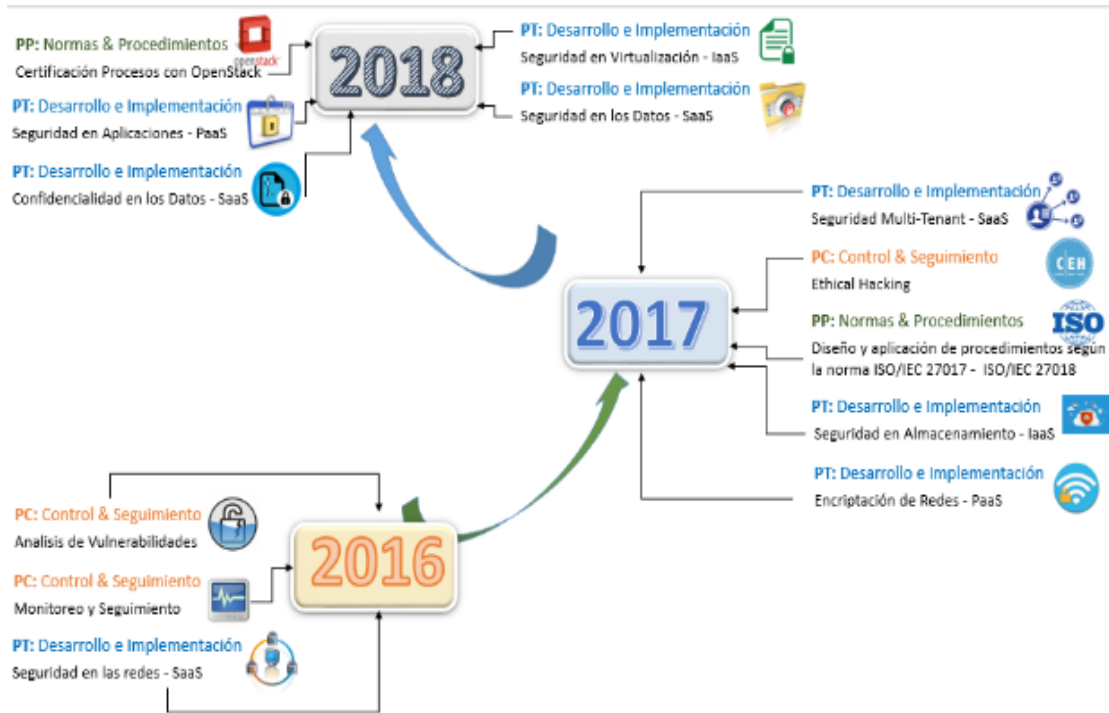 PP: Normas & Procedimientos
openstack
Certificación Procesos con OpenStack
PT: Desarrollo e Implementación
Seguridad en Aplicaciones - PaaS
PT: Desarrollo e Implementación
Confidencialidad en los Datos - SaaS
2018
PT: Desarrollo e Implementación
Seguridad en Virtualización - IaaS
PT: Desarrollo e Implementación
Seguridad en los Datos - SaaS
2017
PT: Desarrollo e Implementación
Seguridad Multi-Tenant - SaaS
PC: Control & Seguimiento
CEH
Ethical Hacking
PP: Normas & Procedimientos
ISO
Diseño y aplicación de procedimientos según
la norma ISO/IEC 27017 - ISO/IEC 27018
PT: Desarrollo e Implementación
Seguridad en Almacenamiento - IaaS
PT: Desarrollo e Implementación
Encriptación de Redes - PaaS
PC: Control & Seguimiento
Analisis de Vulnerabilidades
PC: Control & Seguimiento
Monitoreo y Seguimiento
PT: Desarrollo e Implementación
Seguridad en las redes - SaaS
2016